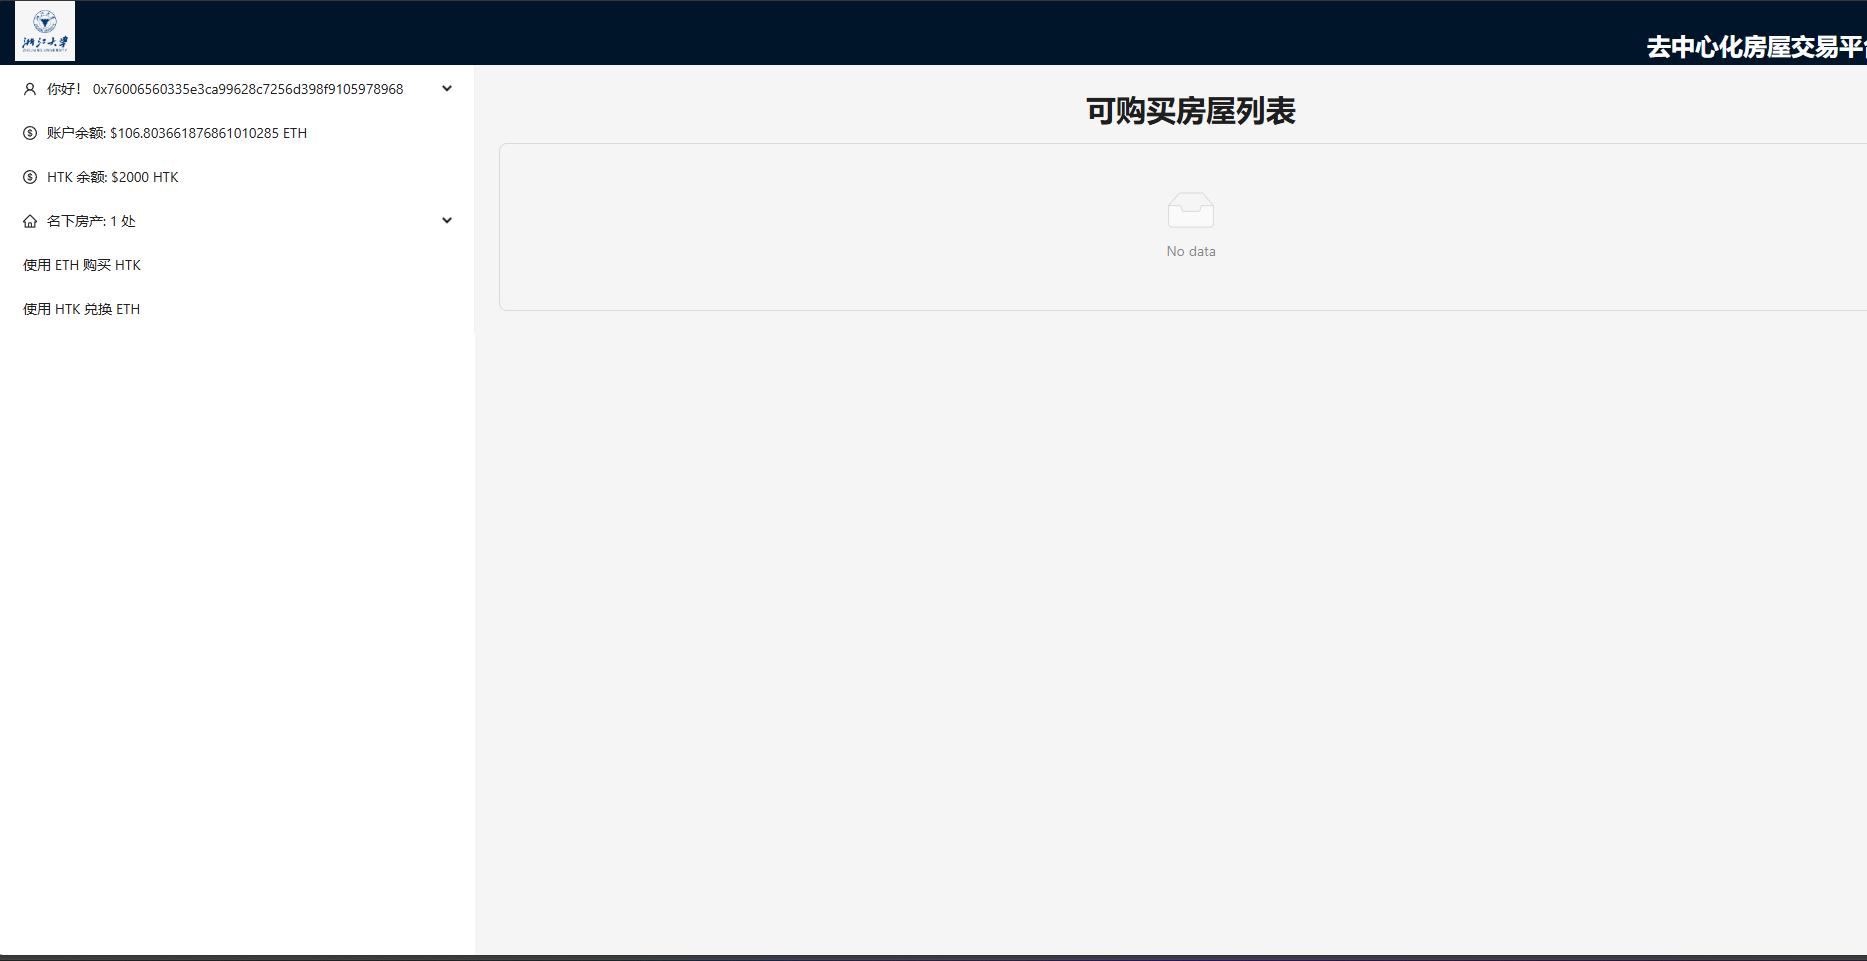 浙江大学
ZHEJIANG UNIVERSITY
去中心化房屋交易平
你好! 0x76006560335e3ca99628c7256d398f9105978968
账户余额: $106.803661876861010285 ETH
HTK 余额: $2000 HTK
名下房产: 1 处
使用 ETH 购买 HTK
使用 HTK 兑换 ETH
可购买房屋列表
No data